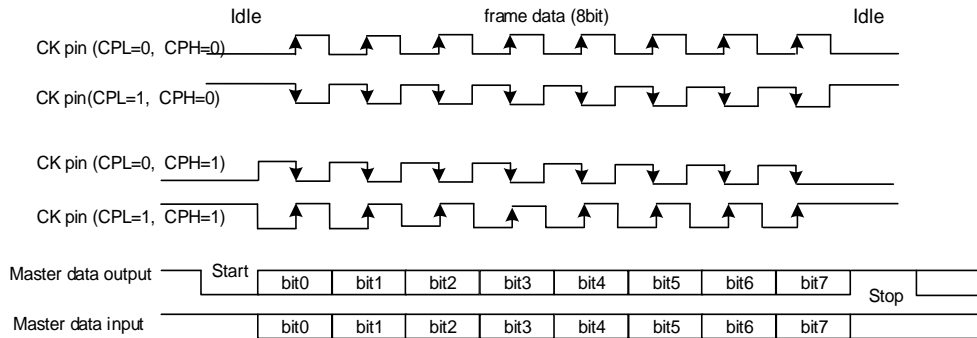 Idle frame data (8bit) Idle
CK pin (CPL=0, CPH=0)
CK pin(CPL=1, CPH=0)
CK pin (CPL=0, CPH=1)
CK pin (CPL=1, CPH=1)
Master data output Start bit0 bit1 bit2 bit3 bit4 bit5 bit6 bit7 Stop
Master data input bit0 bit1 bit2 bit3 bit4 bit5 bit6 bit7